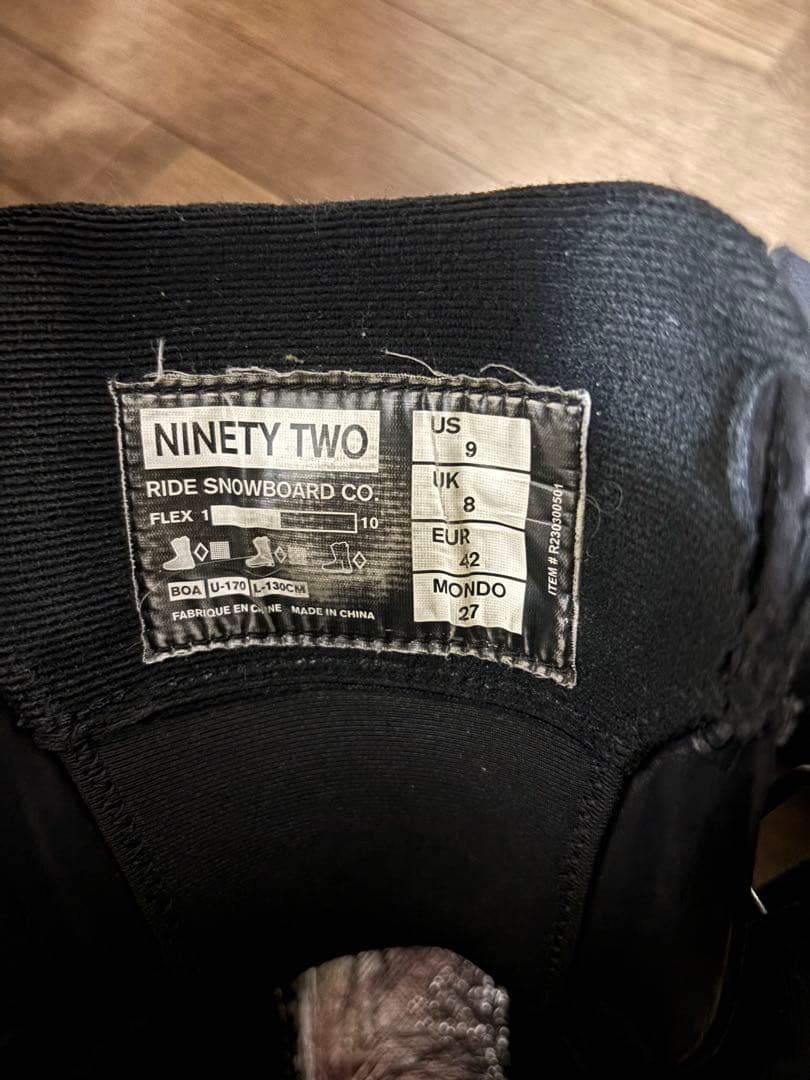 NINETY TWO
RIDE SNOWBOARD CO.
FLEX 1 10
BOA U-170 L-130CM
FABRIQUE EN CHINE MADE IN CHINA
US
9
UK
8
EUR
42
MONDO
27
ITEM # R230300501